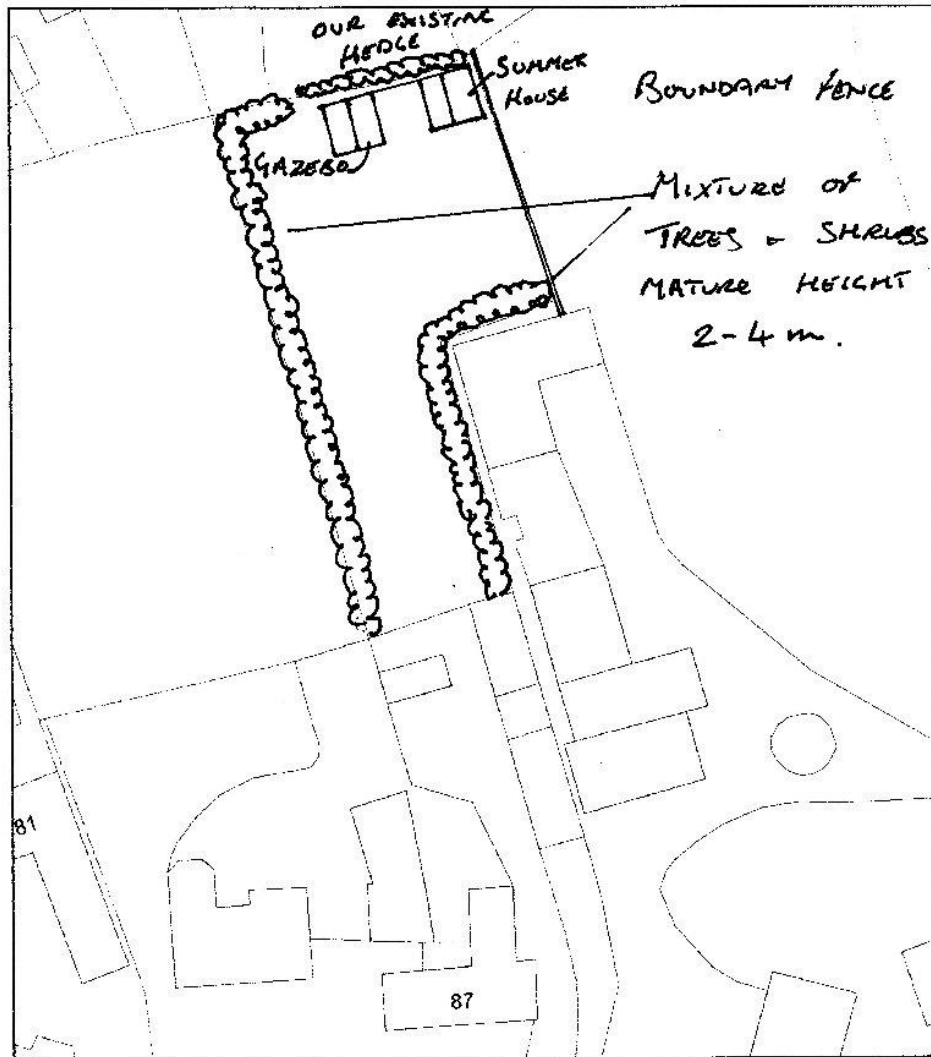 OUR EXISTING
HEDGE
SUMMER
HOUSE
BOUNDARY FENCE
GAZEBO
MIXTURE OF
TREES & SHRUBS
MATURE HEIGHT
2-4 m.
81
87